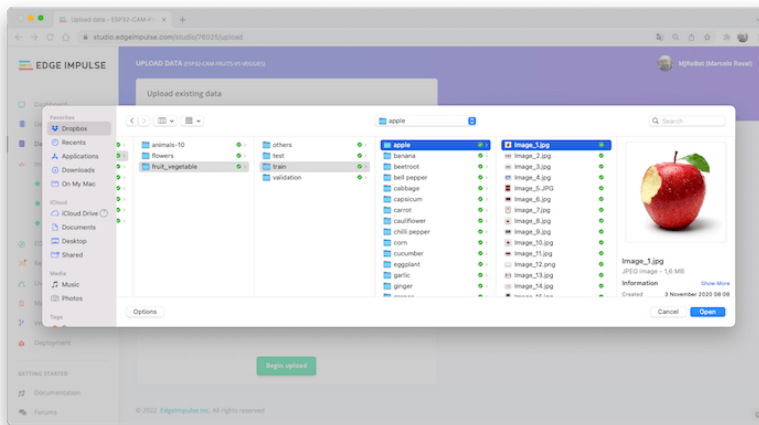 Upload data - ESP32-CAM-Fr
studio.edgeimpulse.com/studio/76025/upload
EDGE IMPULSE
UPLOAD DATA (ESP32-CAM-FRUITS-VS-VEGGIES)
MJRoBot (Marcelo Rovai)
Upload existing data
Dashboard
Favorites
Dropbox
Recents
Applications
Downloads
On My Mac
iCloud
iCloud Drive
Documents
Desktop
Shared
Media
Music
Photos
Tags
apple
Search
animals-10
flowers
fruit_vegetable
others
test
train
validation
apple
banana
beetroot
bell pepper
cabbage
capsicum
carrot
cauliflower
chilli pepper
corn
cucumber
eggplant
garlic
ginger
Image_1.jpg
Image_2.jpg
Image_3.jpg
Image_4.jpg
Image_5.JPG
Image_6.jpg
Image_7.jpg
Image_8.jpg
Image_9.jpg
Image_10.jpg
Image_11.jpg
Image_12.png
Image_13.jpg
Image_14.jpg
Image_1.jpg
JPEG image - 1,6 MB
Information
Show More
Created
3 November 2020 08:08
Options
Cancel
Open
Deployment
Begin upload
GETTING STARTED
Documentation
Forums
© 2022 EdgeImpulse Inc. All rights reserved